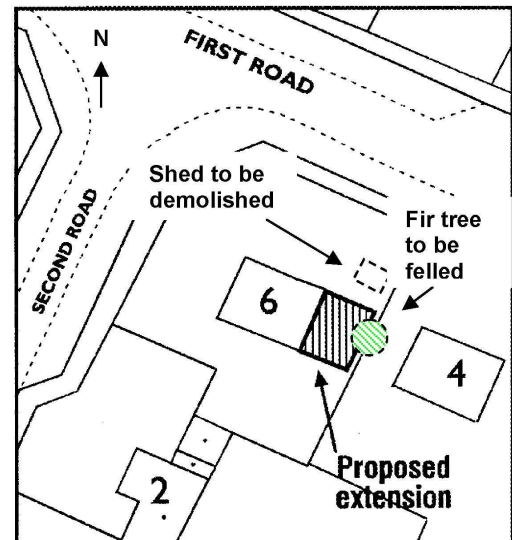 N
FIRST ROAD
SECOND ROAD
Shed to be
demolished
Fir tree
to be
felled
6
4
2
Proposed
extension